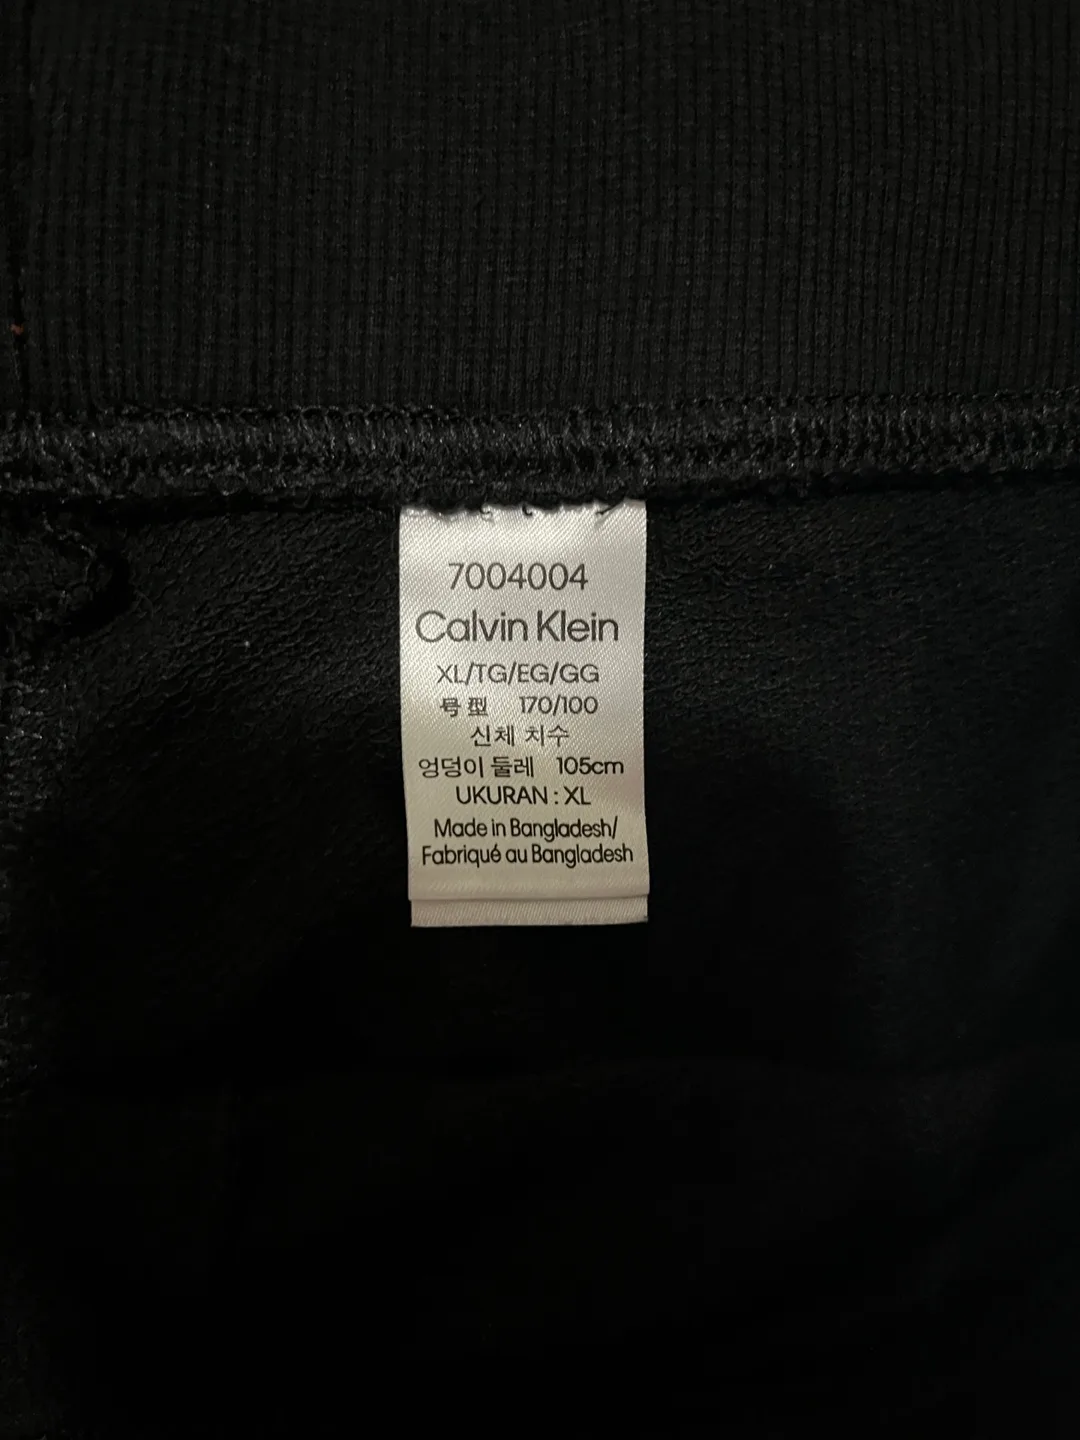 7004004
Calvin Klein
XL/TG/EG/GG
号型 170/100
신체 치수
엉덩이 둘레 105cm
UKURAN : XL
Made in Bangladesh/
Fabriqué au Bangladesh